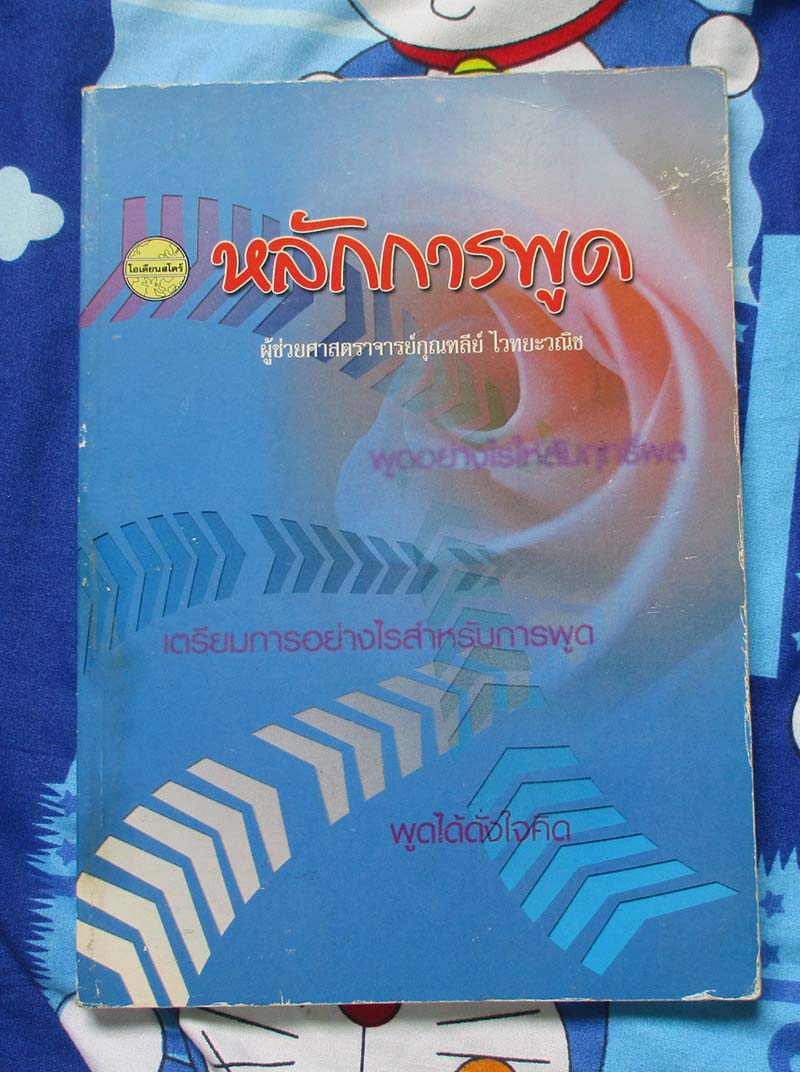 โอเดียนสโตร์
หลักการพูด
ผู้ช่วยศาสตราจารย์กุณฑลีย์ ไวทยะวณิช
พูดอย่างไรให้สัมฤทธิ์ผล
เตรียมการอย่างไรสำหรับการพูด
พูดได้ดั่งใจคิด